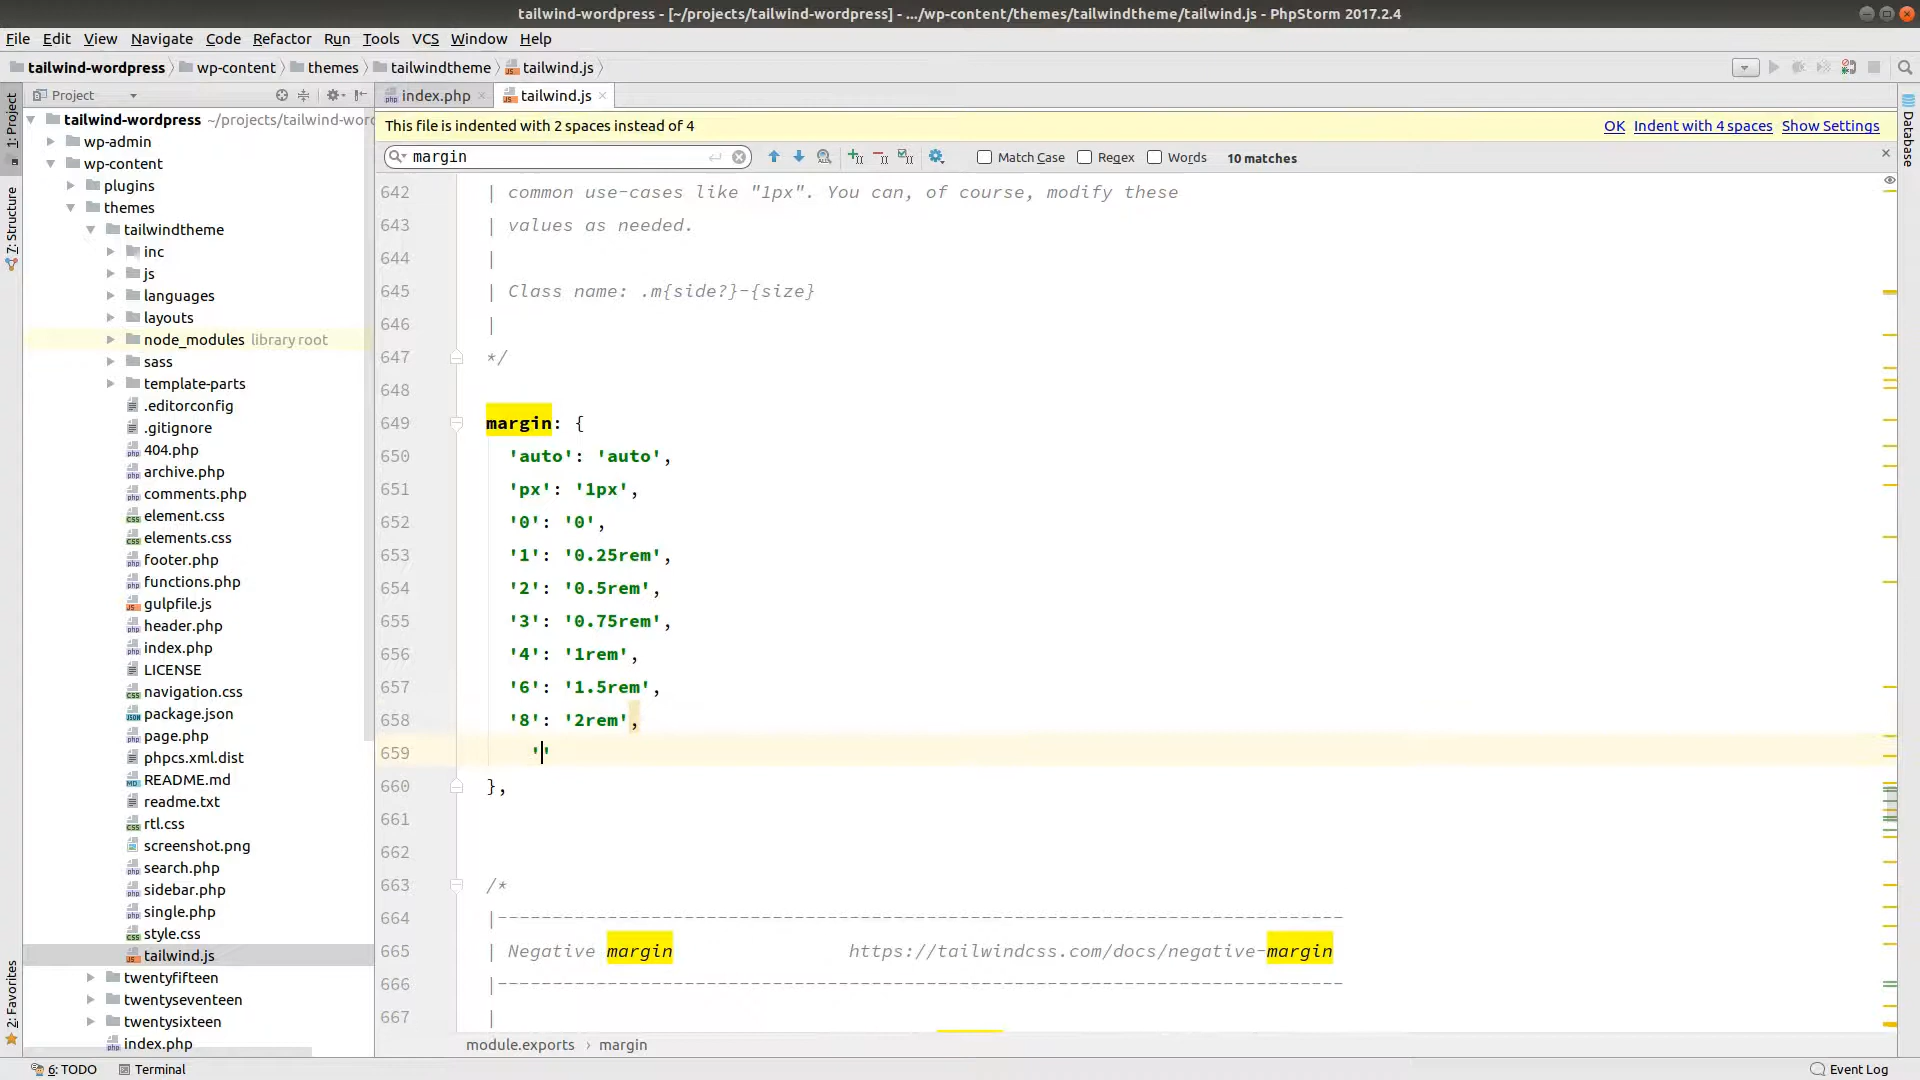 tailwind-wordpress - [~/projects/tailwind-wordpress] - .../wp-content/themes/tailwindtheme/tailwind.js - PhpStorm 2017.2.4
File Edit View Navigate Code Refactor Run Tools VCS Window Help
tailwind-wordpress wp-content themes tailwindtheme tailwind.js
Project
index.php tailwind.js
1: Project
7: Structure
2: Favorites
Database
tailwind-wordpress ~/projects/tailwind-word
wp-admin
wp-content
plugins
themes
tailwindtheme
inc
js
languages
layouts
node_modules library root
sass
template-parts
.editorconfig
.gitignore
404.php
archive.php
comments.php
element.css
elements.css
footer.php
functions.php
gulpfile.js
header.php
index.php
LICENSE
navigation.css
package.json
page.php
phpcs.xml.dist
README.md
readme.txt
rtl.css
screenshot.png
search.php
sidebar.php
single.php
style.css
tailwind.js
twentyfifteen
twentyseventeen
twentysixteen
index.php
This file is indented with 2 spaces instead of 4 OK Indent with 4 spaces Show Settings
margin Match Case Regex Words 10 matches
642 | common use-cases like "1px". You can, of course, modify these
643 | values as needed.
644 |
645 | Class name: .m{side?}-{size}
646 |
647 */
648
649 margin: {
650 'auto': 'auto',
651 'px': '1px',
652 '0': '0',
653 '1': '0.25rem',
654 '2': '0.5rem',
655 '3': '0.75rem',
656 '4': '1rem',
657 '6': '1.5rem',
658 '8': '2rem',
659 ''
660 },
661
662
663 /*
664 |-----------------------------------------------------------------------------
665 | Negative margin https://tailwindcss.com/docs/negative-margin
666 |-----------------------------------------------------------------------------
667 |
module.exports › margin
6: TODO Terminal Event Log